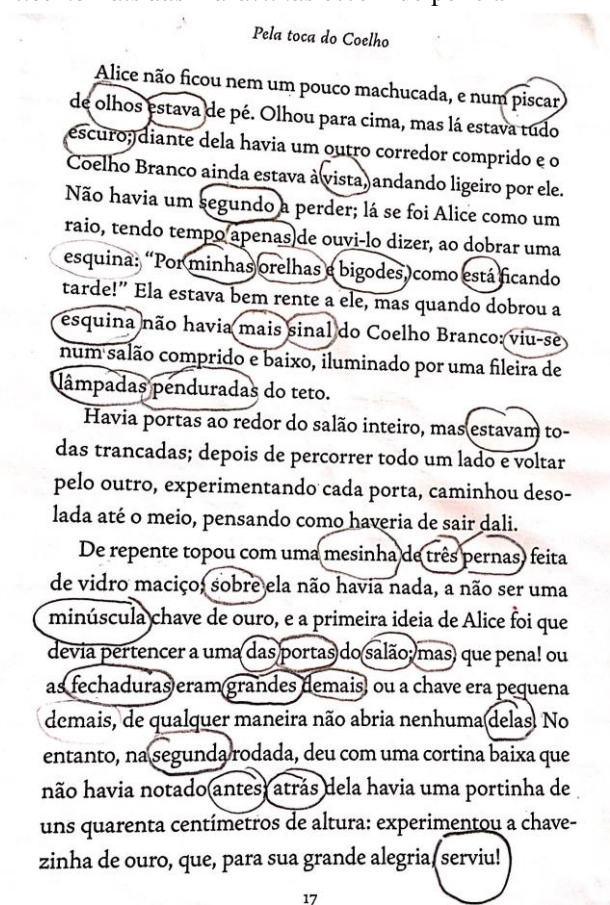 Pela toca do Coelho
Alice não ficou nem um pouco machucada, e num piscar
de olhos estava de pé. Olhou para cima, mas lá estava tudo
escuro; diante dela havia um outro corredor comprido e o
Coelho Branco ainda estava à vista, andando ligeiro por ele.
Não havia um segundo a perder; lá se foi Alice como um
raio, tendo tempo apenas de ouvi-lo dizer, ao dobrar uma
esquina: “Por minhas orelhas e bigodes, como está ficando
tarde!” Ela estava bem rente a ele, mas quando dobrou a
esquina não havia mais sinal do Coelho Branco: viu-se
num salão comprido e baixo, iluminado por uma fileira de
lâmpadas penduradas do teto.
Havia portas ao redor do salão inteiro, mas estavam to-
das trancadas; depois de percorrer todo um lado e voltar
pelo outro, experimentando cada porta, caminhou deso-
lada até o meio, pensando como haveria de sair dali.
De repente topou com uma mesinha de três pernas, feita
de vidro maciço; sobre ela não havia nada, a não ser uma
minúscula chave de ouro, e a primeira ideia de Alice foi que
devia pertencer a uma das portas do salão; mas, que pena! ou
as fechaduras eram grandes demais, ou a chave era pequena
demais, de qualquer maneira não abria nenhuma delas. No
entanto, na segunda rodada, deu com uma cortina baixa que
não havia notado antes; atrás dela havia uma portinha de
uns quarenta centímetros de altura: experimentou a chave-
zinha de ouro, que, para sua grande alegria, serviu!
17